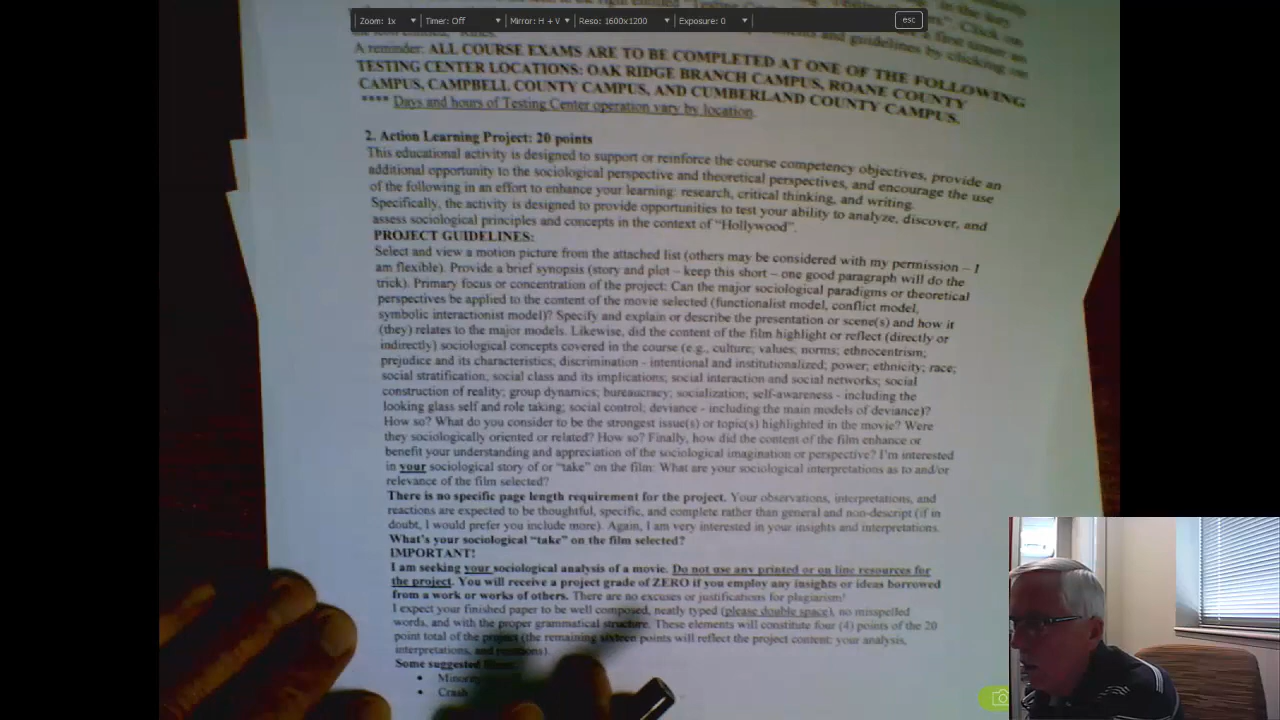 Zoom: 1x Timer: Off Mirror: H + V Reso: 1600x1200 Exposure: 0 esc
guidelines by clicking on
A reminder: ALL COURSE EXAMS ARE TO BE COMPLETED AT ONE OF THE FOLLOWING
TESTING CENTER LOCATIONS: OAK RIDGE BRANCH CAMPUS, ROANE COUNTY
CAMPUS, CAMPBELL COUNTY CAMPUS, AND CUMBERLAND COUNTY CAMPUS.
**** Days and hours of Testing Center operation vary by location.
2. Action Learning Project: 20 points
This educational activity is designed to support or reinforce the course competency objectives, provide an
additional opportunity to the sociological perspective and theoretical perspectives, and encourage the use
of the following in an effort to enhance your learning: research, critical thinking, and writing.
Specifically, the activity is designed to provide opportunities to test your ability to analyze, discover, and
assess sociological principles and concepts in the context of "Hollywood".
PROJECT GUIDELINES:
Select and view a motion picture from the attached list (others may be considered with my permission – I
am flexible). Provide a brief synopsis (story and plot – keep this short – one good paragraph will do the
trick). Primary focus or concentration of the project: Can the major sociological paradigms or theoretical
perspectives be applied to the content of the movie selected (functionalist model, conflict model,
symbolic interactionist model)? Specify and explain or describe the presentation or scene(s) and how it
(they) relates to the major models. Likewise, did the content of the film highlight or reflect (directly or
indirectly) sociological concepts covered in the course (e.g., culture; values; norms; ethnocentrism;
prejudice and its characteristics; discrimination - intentional and institutionalized; power; ethnicity; race;
social stratification; social class and its implications; social interaction and social networks; social
construction of reality; group dynamics; bureaucracy; socialization; self-awareness - including the
looking glass self and role taking; social control; deviance - including the main models of deviance)?
How so? What do you consider to be the strongest issue(s) or topic(s) highlighted in the movie? Were
they sociologically oriented or related? How so? Finally, how did the content of the film enhance or
benefit your understanding and appreciation of the sociological imagination or perspective? I'm interested
in your sociological story of or "take" on the film: What are your sociological interpretations as to and/or
relevance of the film selected?
There is no specific page length requirement for the project. Your observations, interpretations, and
reactions are expected to be thoughtful, specific, and complete rather than general and non-descript (if in
doubt, I would prefer you include more). Again, I am very interested in your insights and interpretations.
What's your sociological "take" on the film selected?
IMPORTANT!
I am seeking your sociological analysis of a movie. Do not use any printed or on line resources for
the project. You will receive a project grade of ZERO if you employ any insights or ideas borrowed
from a work or works of others. There are no excuses or justifications for plagiarism!
I expect your finished paper to be well composed, neatly typed (please double space), no misspelled
words, and with the proper grammatical structure. These elements will constitute four (4) points of the 20
point total of the project (the remaining sixteen points will reflect the project content: your analysis,
interpretations, and reactions).
Some suggested
• Minority
• Crash